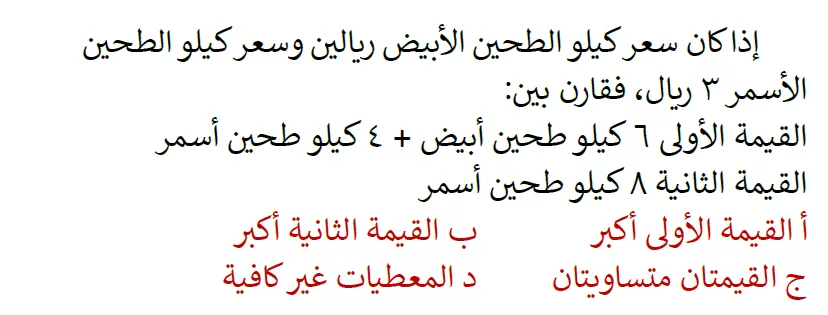 إذا كان سعر كيلو الطحين الأبيض ريالين وسعر كيلو الطحين
الأسمر ٣ ريال، فقارن بين:
القيمة الأولى ٦ كيلو طحين أبيض + ٤ كيلو طحين أسمر
القيمة الثانية ٨ كيلو طحين أسمر
أ القيمة الأولى أكبر ب القيمة الثانية أكبر
ج القيمتان متساويتان د المعطيات غير كافية